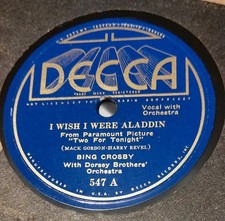 DECCA
Vocal with
Orchestra
I WISH I WERE ALADDIN
From Paramount Picture
"Two For Tonight"
(MACK GORDON-HARRY REVEL)
BING CROSBY
With Dorsey Brothers'
Orchestra
547 A